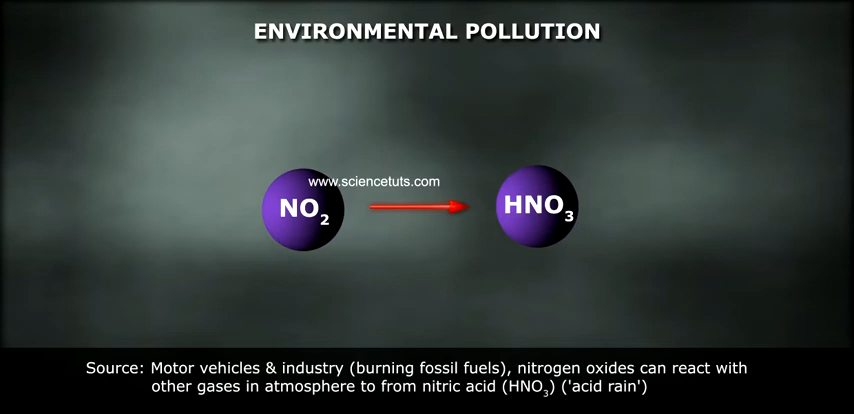 ENVIRONMENTAL POLLUTION
www.sciencetuts.com
NO₂
HNO₃
Source: Motor vehicles & industry (burning fossil fuels), nitrogen oxides can react with
other gases in atmosphere to from nitric acid (HNO₃) ('acid rain')